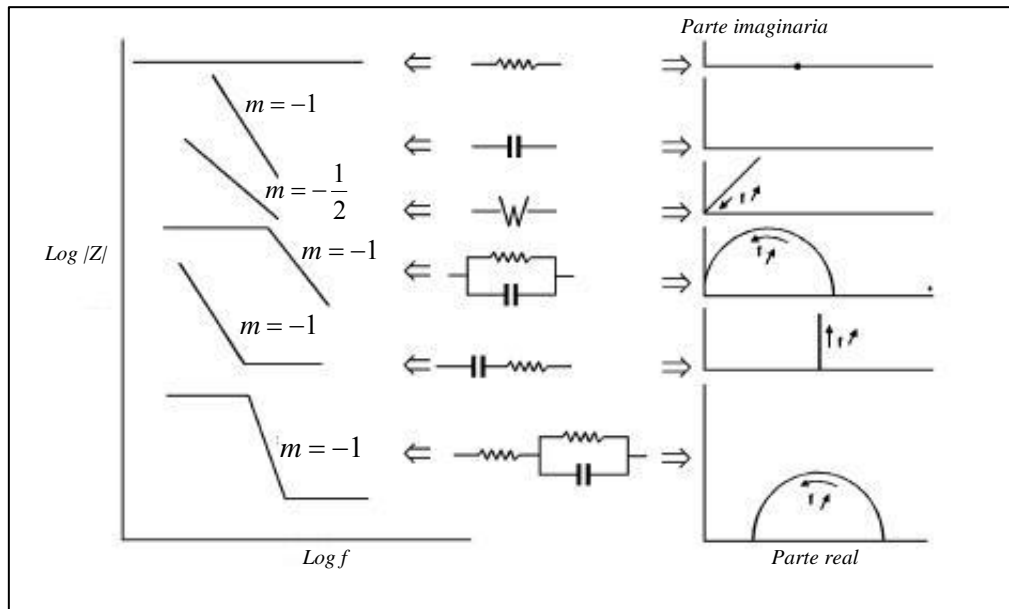 Parte imaginaria
m = −1
m = −1/2
f
Log |Z|
m = −1
f
m = −1
f
m = −1
f
Log f
Parte real